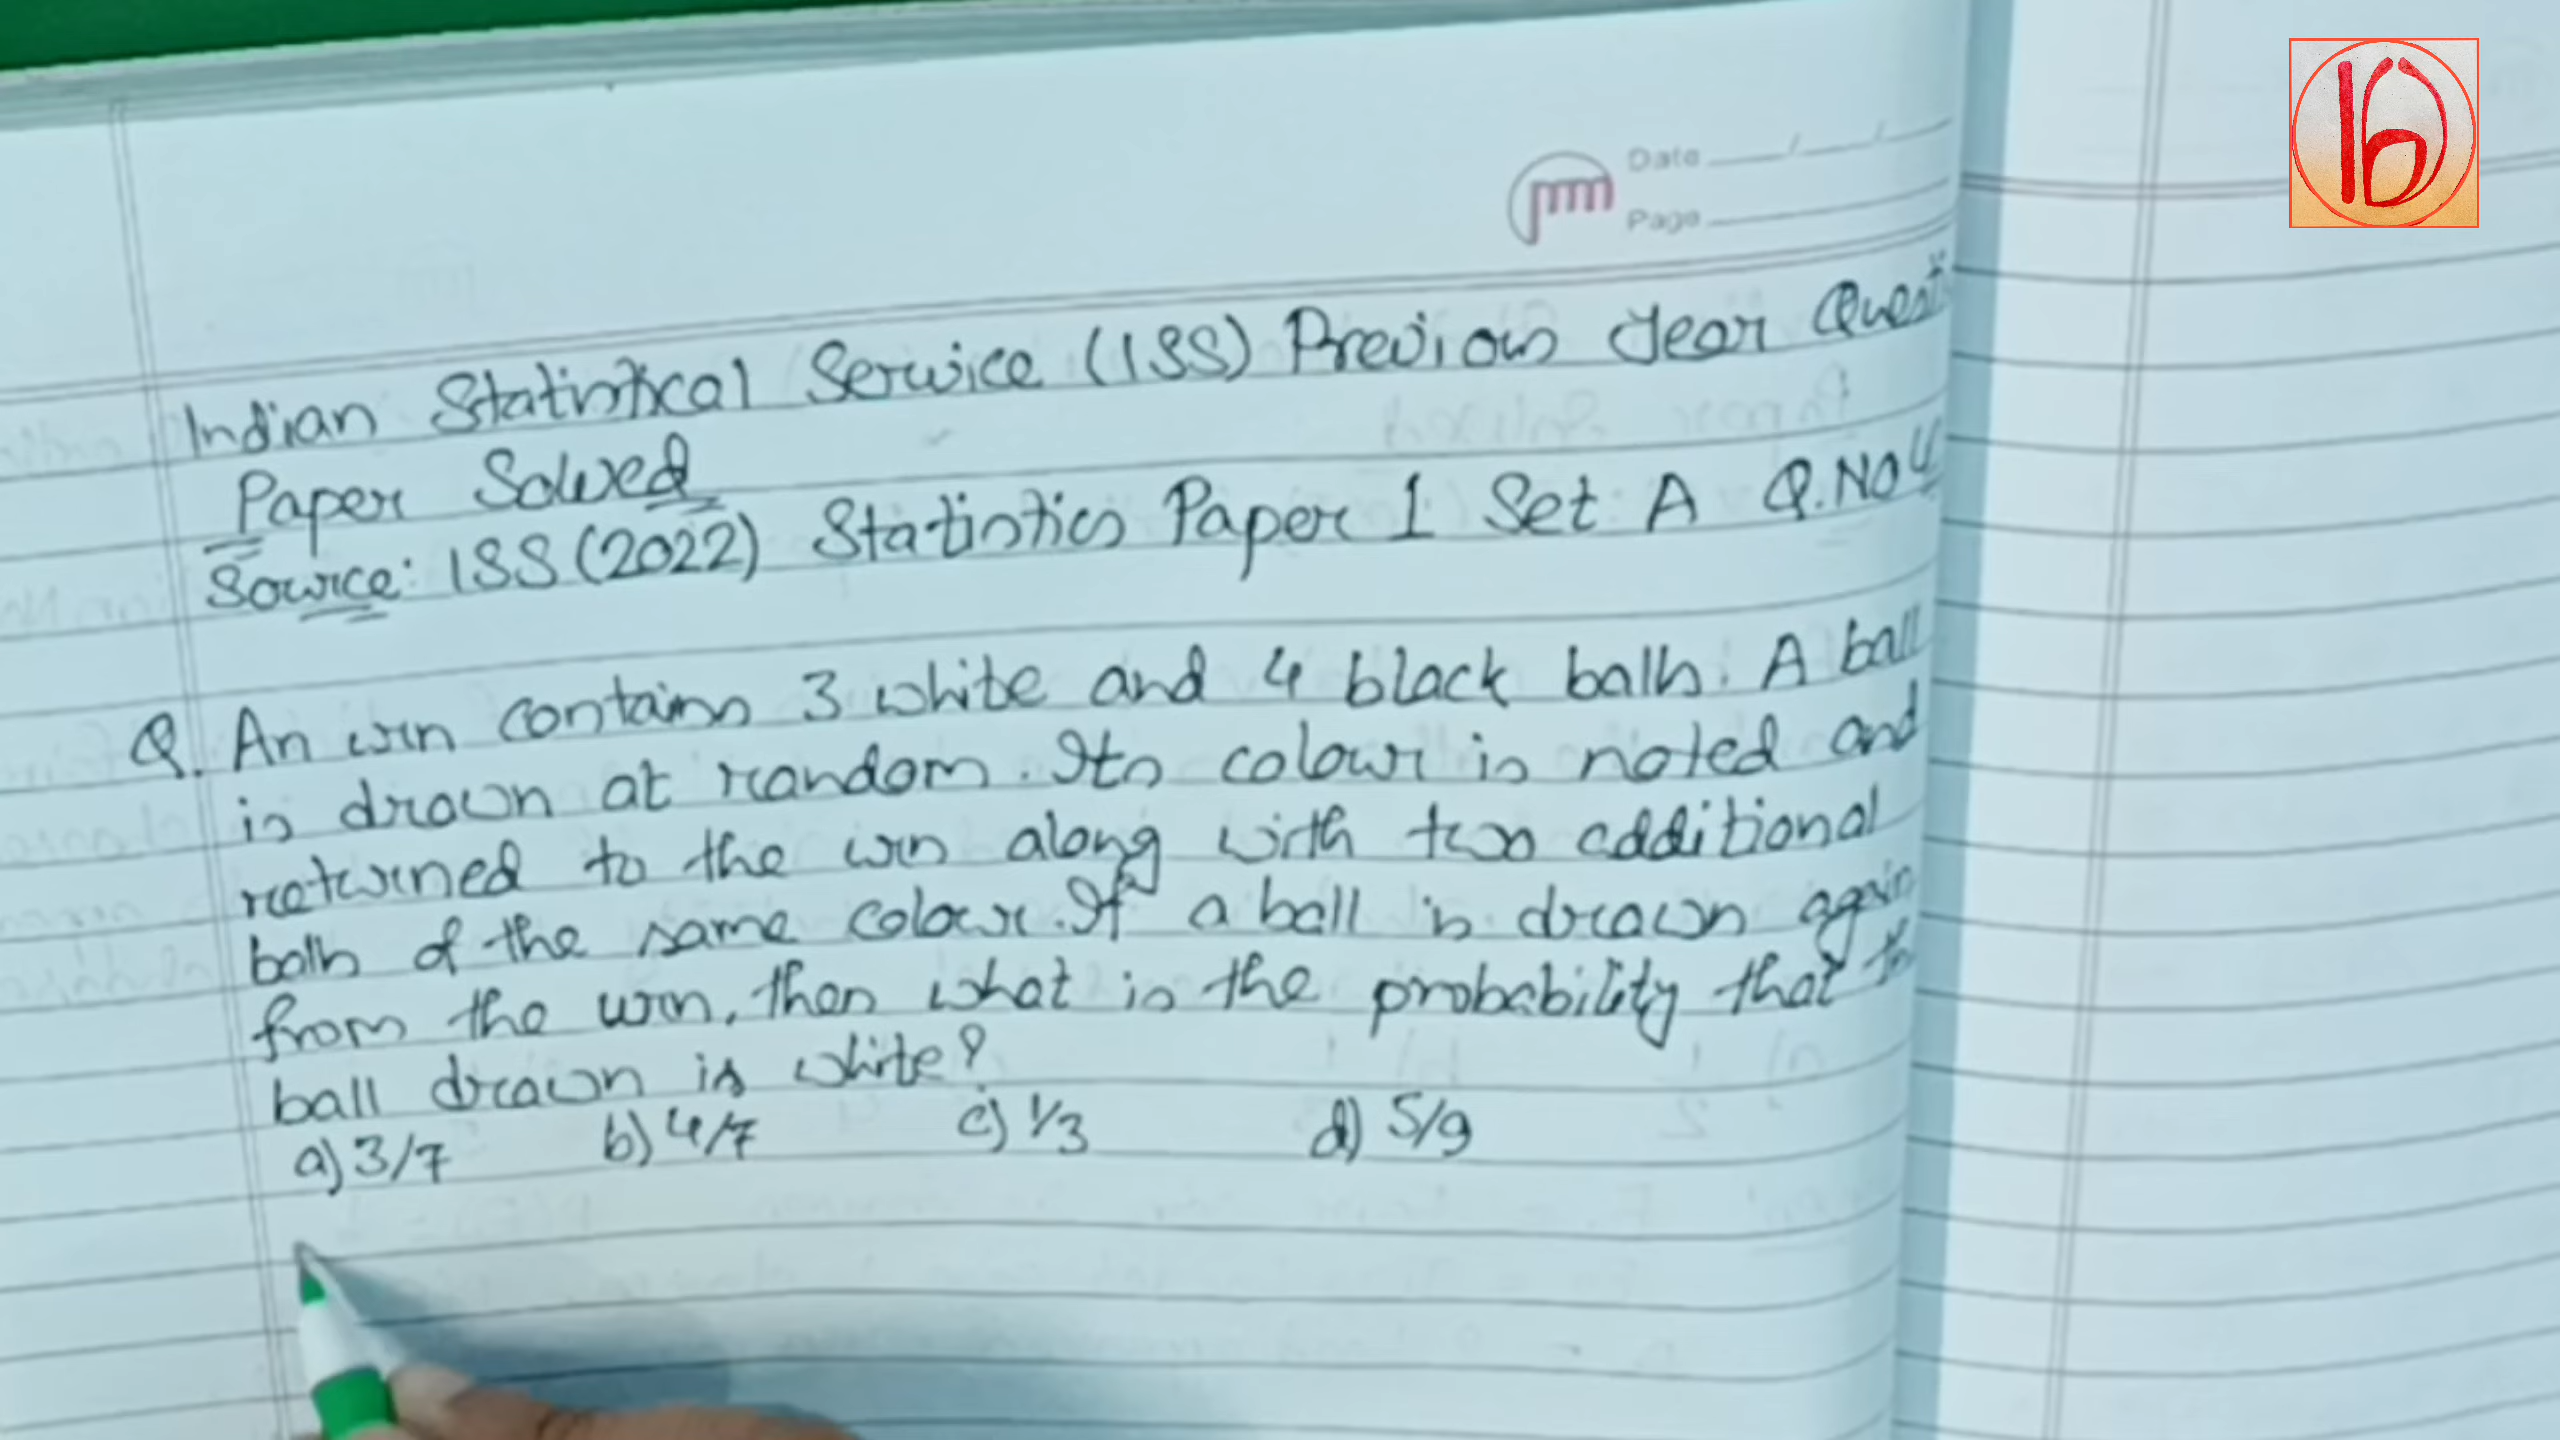 Date
Page
Indian Statistical Service (ISS) Previous Year Questi
Paper Solved
Source: ISS (2022) Statistics Paper 1 Set A Q.No 4
Q. An urn contains 3 white and 4 black balls. A ball
is drawn at random. Its colour is noted and
returned to the urn along with two additional
balls of the same colour. If a ball is drawn again
from the urn, then what is the probability that th
ball drawn is white?
a) 3/7 b) 4/7 c) 1/3 d) 5/9